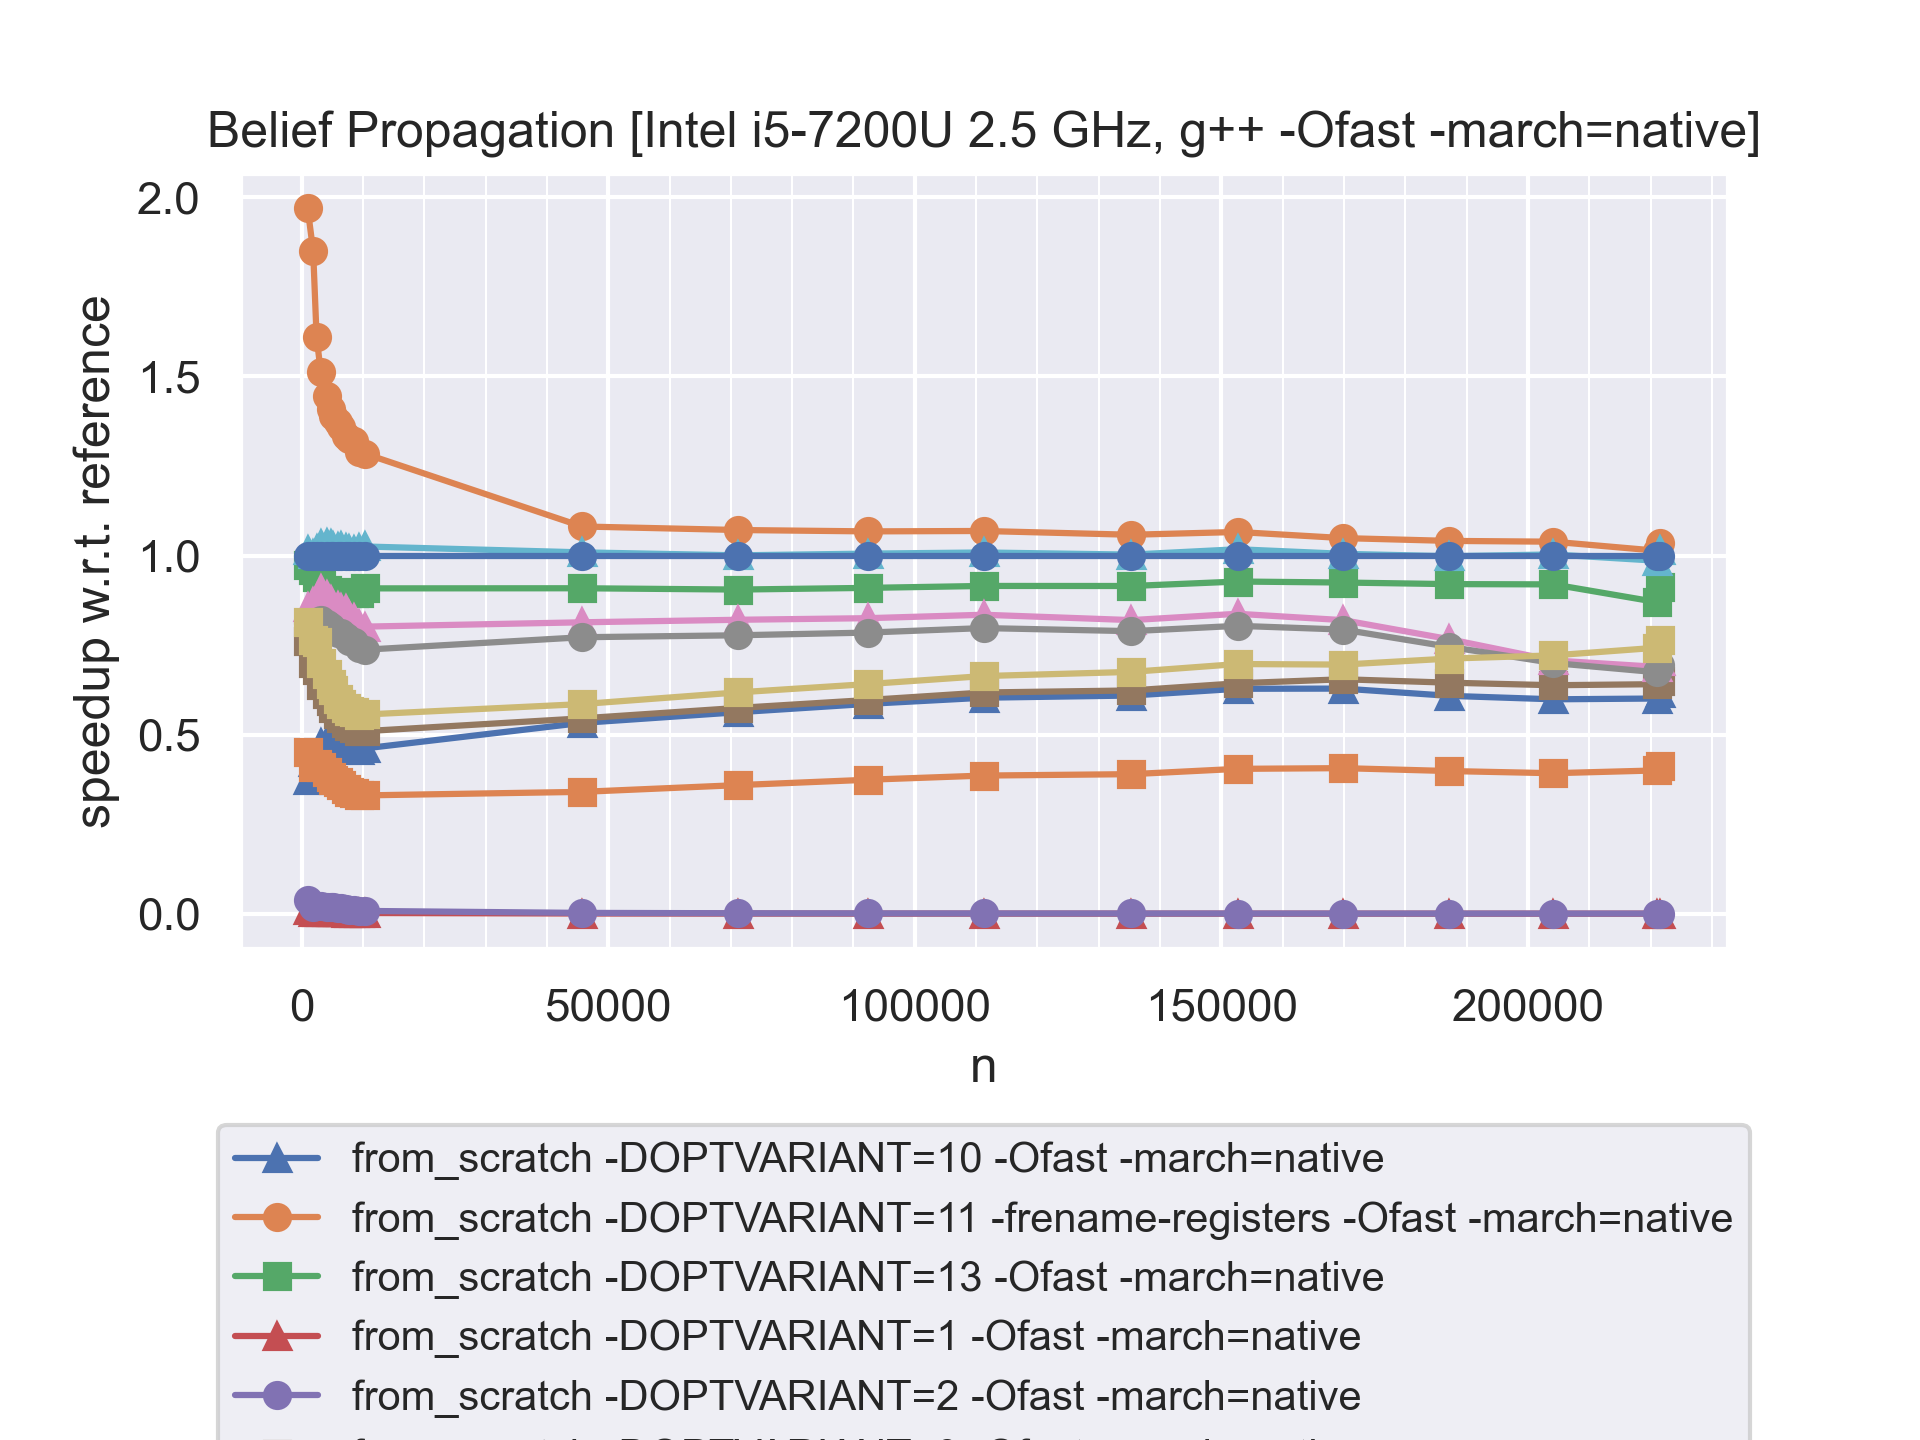 Belief Propagation [Intel i5-7200U 2.5 GHz, g++ -Ofast -march=native]
speedup w.r.t. reference
2.0
1.5
1.0
0.5
0.0
0 50000 100000 150000 200000
n
from_scratch -DOPTVARIANT=10 -Ofast -march=native
from_scratch -DOPTVARIANT=11 -frename-registers -Ofast -march=native
from_scratch -DOPTVARIANT=13 -Ofast -march=native
from_scratch -DOPTVARIANT=1 -Ofast -march=native
from_scratch -DOPTVARIANT=2 -Ofast -march=native